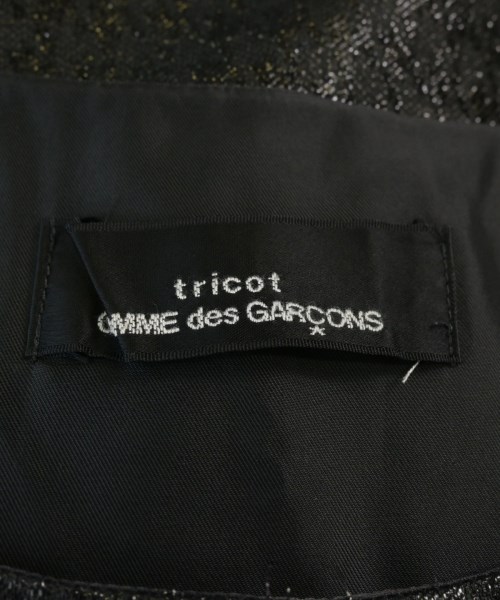 tricot
OMME des GARÇONS
*